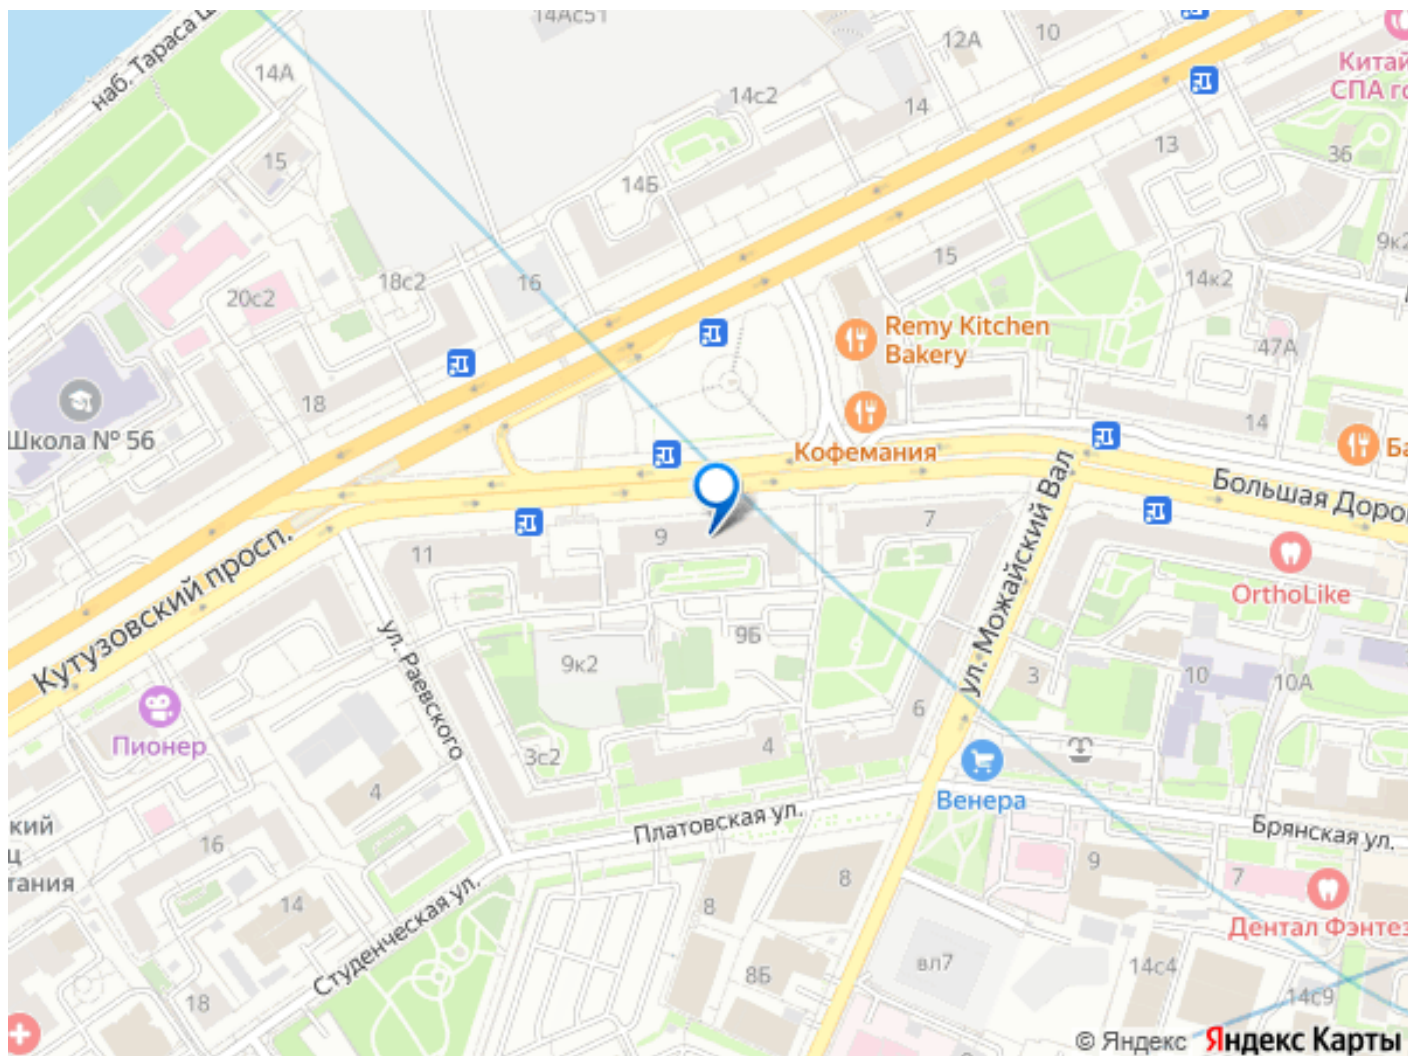 14Ас51
10
12А
наб. Тараса
14А
14с2
14
Китай
СПА
15
13
36
14Б
15
9к2
18с2
16
14к2
20с2
Remy Kitchen
Bakery
47А
18
14
Школа № 56
Кофемания
Большая
7
9
11
Кутузовский просп.
ул. Можайский Вал
OrthoLike
ул. Раевского
9Б
9к2
3
10
10А
6
Пионер
3с2
4
4
Венера
Платовская ул.
Брянская ул.
кий
ц
тания
16
8
9
7
14
8
Студенческая ул.
Дентал
вл7
14с4
8Б
18
14с9
© Яндекс Яндекс Карты